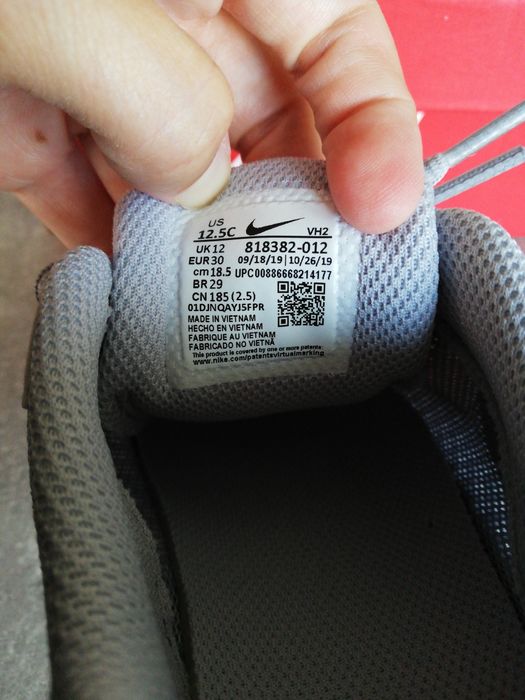 US
12.5C VH2
UK 12 818382-012
EUR 30 09/18/19 | 10/26/19
cm 18.5 UPC00886668214177
BR 29
CN 185 (2.5)
01DJNQAYJ5FPR
MADE IN VIETNAM
HECHO EN VIETNAM
FABRIQUE AU VIETNAM
FABRICADO NO VIETNÃ
This product is covered by one or more patents
www.nike.com/patentsvirtualmarking